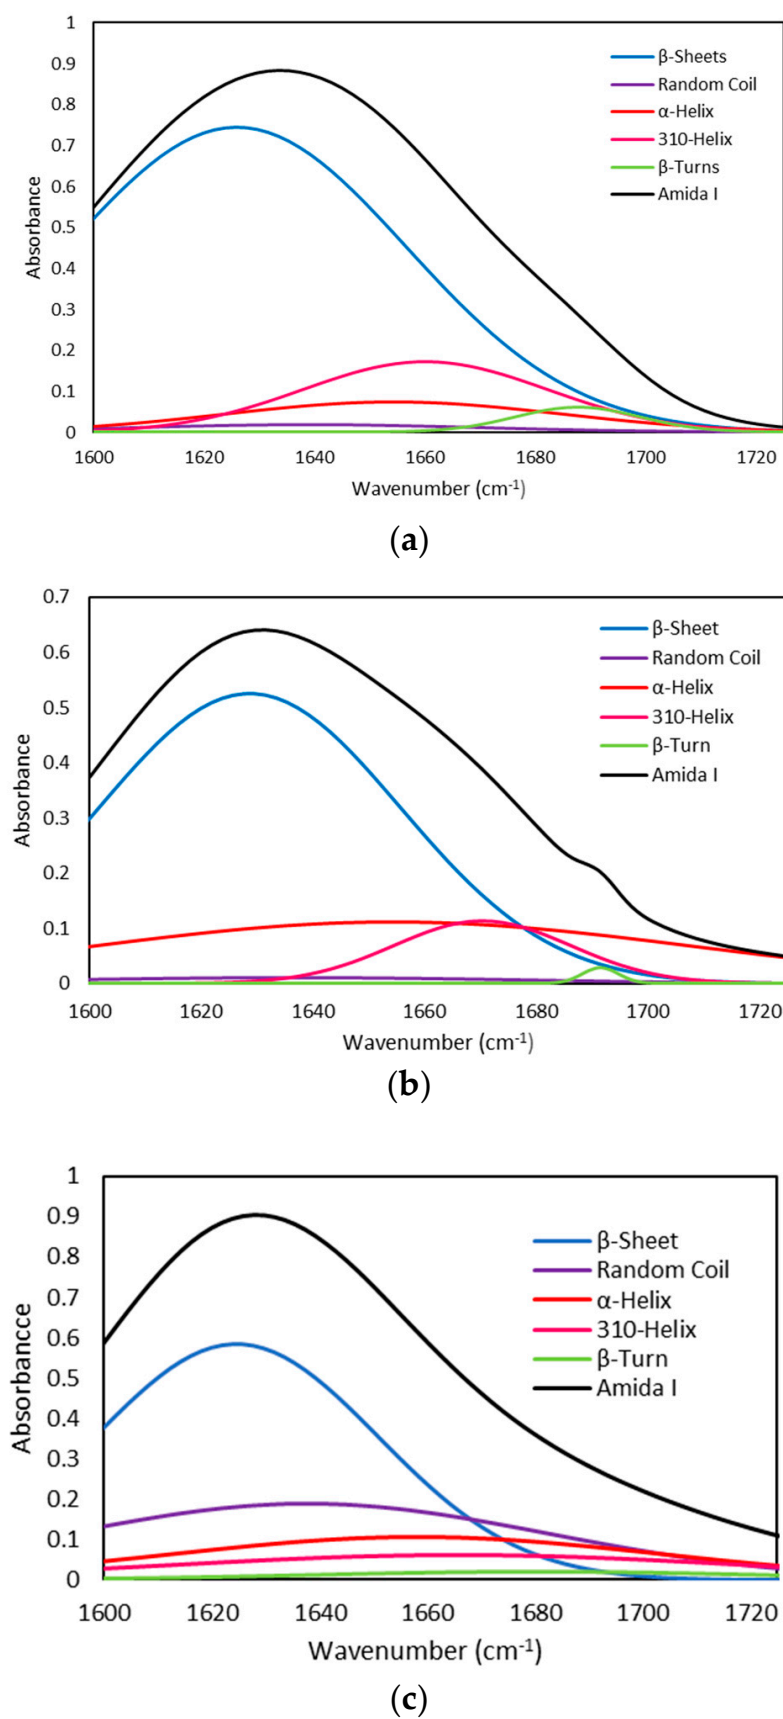 1
0.9
0.8
0.7
0.6
0.5
0.4
0.3
0.2
0.1
0
Absorbance
β-Sheets
Random Coil
α-Helix
310-Helix
β-Turns
Amida I
1600 1620 1640 1660 1680 1700 1720
Wavenumber (cm-1)
(a)
0.7
0.6
0.5
0.4
0.3
0.2
0.1
0
Absorbance
β-Sheet
Random Coil
α-Helix
310-Helix
β-Turn
Amida I
1600 1620 1640 1660 1680 1700 1720
Wavenumber (cm-1)
(b)
1
0.9
0.8
0.7
0.6
0.5
0.4
0.3
0.2
0.1
0
Absorbancce
β-Sheet
Random Coil
α-Helix
310-Helix
β-Turn
Amida I
1600 1620 1640 1660 1680 1700 1720
Wavenumber (cm-1)
(c)